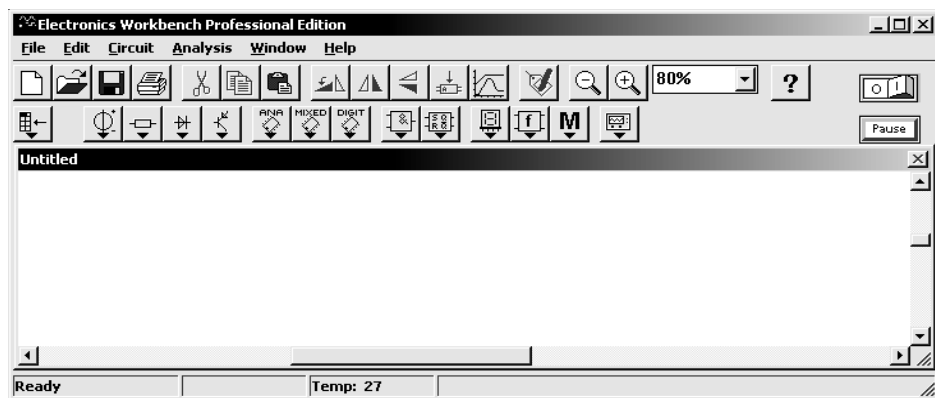 Electronics Workbench Professional Edition
File Edit Circuit Analysis Window Help
80% ?
ANA MIXED DIGIT & f M
Pause
Untitled
Ready Temp: 27